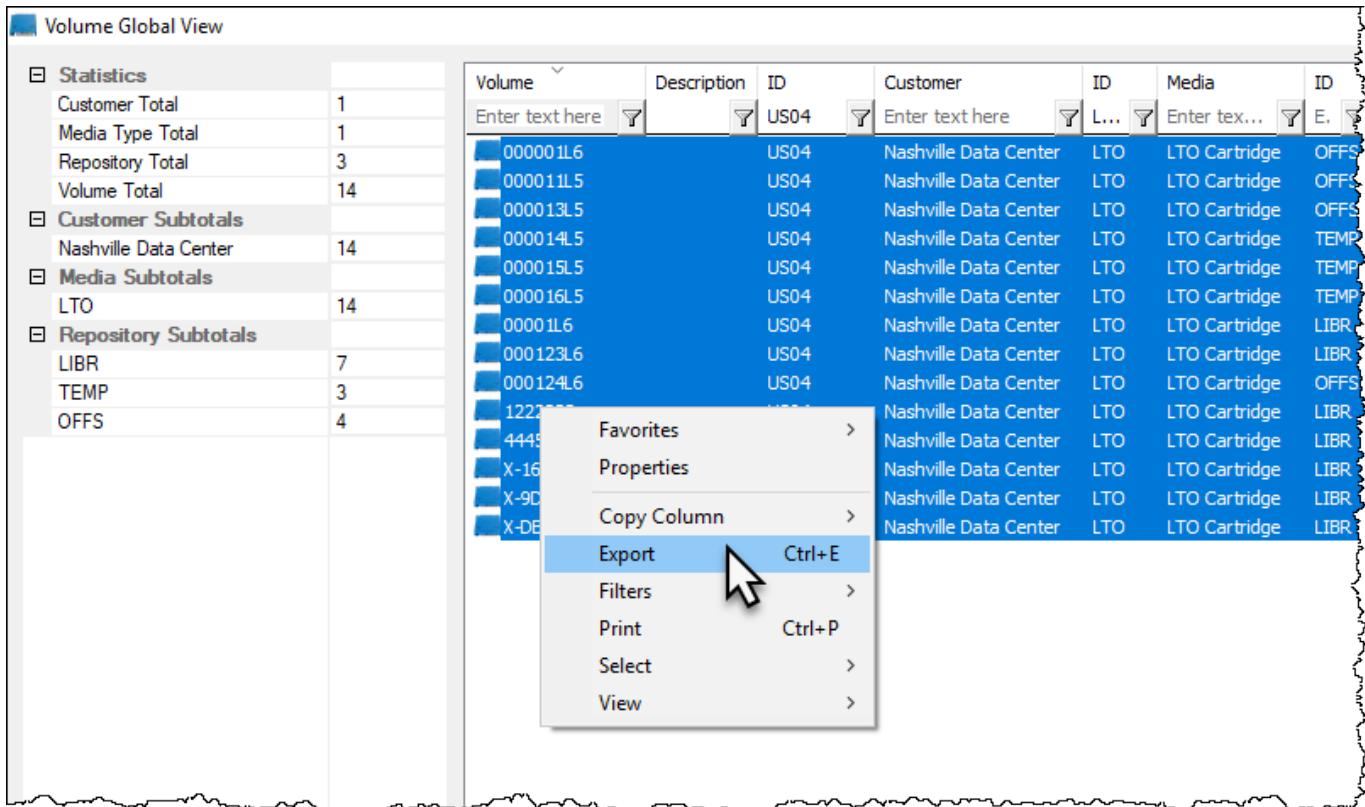 Volume Global View
Statistics
Customer Total 1
Media Type Total 1
Repository Total 3
Volume Total 14
Customer Subtotals
Nashville Data Center 14
Media Subtotals
LTO 14
Repository Subtotals
LIBR 7
TEMP 3
OFFS 4
Volume Description ID Customer ID Media ID
Enter text here US04 Enter text here L... Enter tex... E.
000001L6 US04 Nashville Data Center LTO LTO Cartridge OFFS
000011L5 US04 Nashville Data Center LTO LTO Cartridge OFFS
000013L5 US04 Nashville Data Center LTO LTO Cartridge OFFS
000014L5 US04 Nashville Data Center LTO LTO Cartridge TEMP
000015L5 US04 Nashville Data Center LTO LTO Cartridge TEMP
000016L5 US04 Nashville Data Center LTO LTO Cartridge TEMP
00001L6 US04 Nashville Data Center LTO LTO Cartridge LIBR
000123L6 US04 Nashville Data Center LTO LTO Cartridge LIBR
000124L6 US04 Nashville Data Center LTO LTO Cartridge OFFS
Nashville Data Center LTO LTO Cartridge LIBR
4445 Nashville Data Center LTO LTO Cartridge LIBR
X-16 Nashville Data Center LTO LTO Cartridge LIBR
X-9D Nashville Data Center LTO LTO Cartridge LIBR
X-DE Nashville Data Center LTO LTO Cartridge LIBR
Favorites
Properties
Copy Column
Export Ctrl+E
Filters
Print Ctrl+P
Select
View